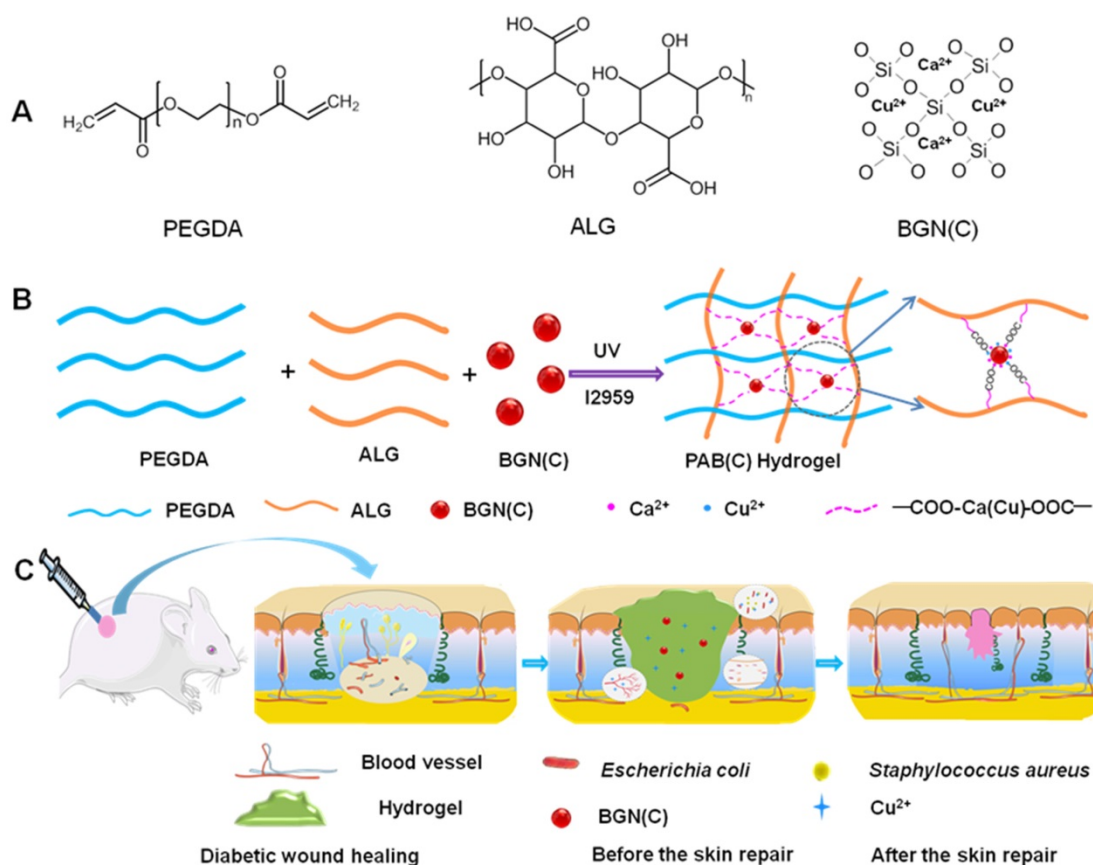 A
H₂C
O
O
n
O
O
CH₂
PEGDA
O
OH
OH
OH
O
n
O
HO
OH
O
O
O
OH
ALG
O
O
Ca²⁺
O
O
Si
Si
O
O
O
O
Cu²⁺
Si
Cu²⁺
O
O
O
Ca²⁺
O
Si
Si
O
O
O
O
BGN(C)
B
+
+
UV
I2959
PEGDA
ALG
BGN(C)
PAB(C) Hydrogel
PEGDA
ALG
BGN(C)
Ca²⁺
Cu²⁺
—COO-Ca(Cu)-OOC—
C
Blood vessel
Escherichia coli
Staphylococcus aureus
Hydrogel
BGN(C)
Cu²⁺
Diabetic wound healing
Before the skin repair
After the skin repair